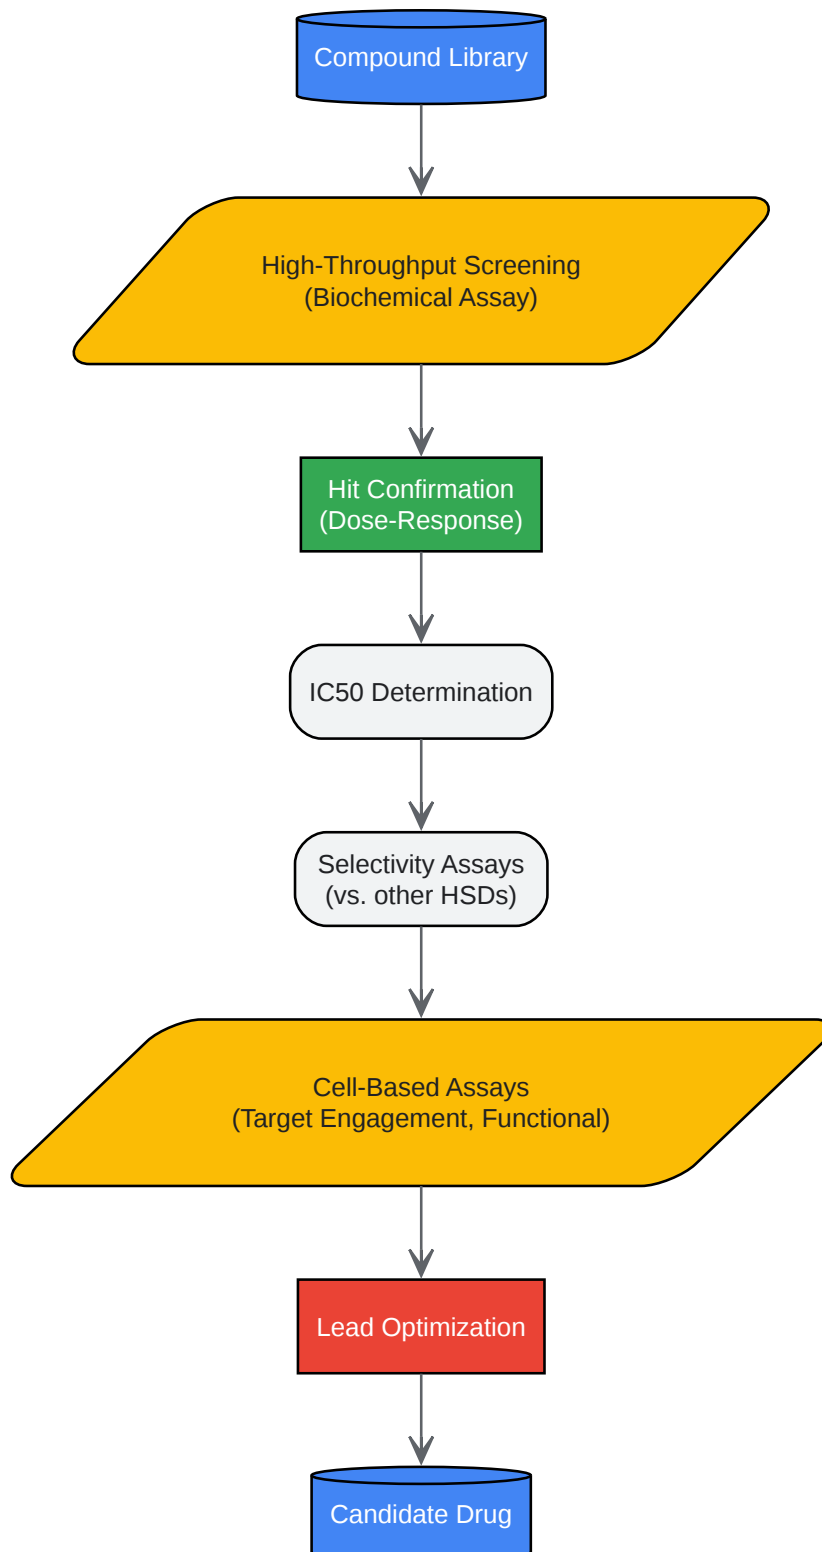 Compound Library
High-Throughput Screening
(Biochemical Assay)
Hit Confirmation
(Dose-Response)
IC50 Determination
Selectivity Assays
(vs. other HSDs)
Cell-Based Assays
(Target Engagement, Functional)
Lead Optimization
Candidate Drug